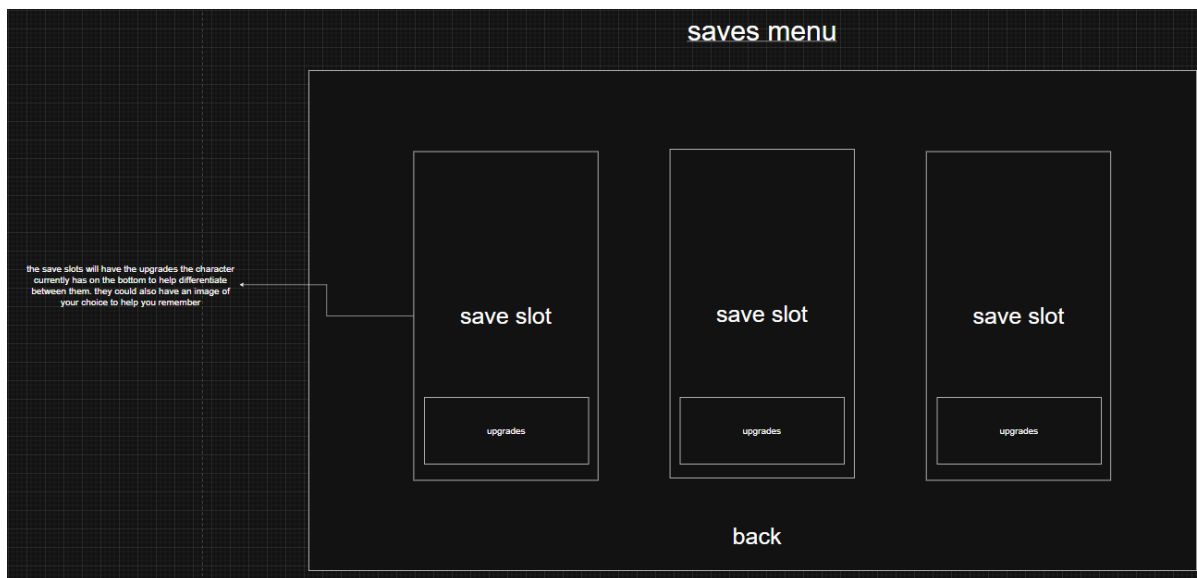 saves menu
the save slots will have the upgrades the character
currently has on the bottom to help differentiate
between them. they could also have an image of
your choice to help you remember
save slot
save slot
save slot
upgrades
upgrades
upgrades
back